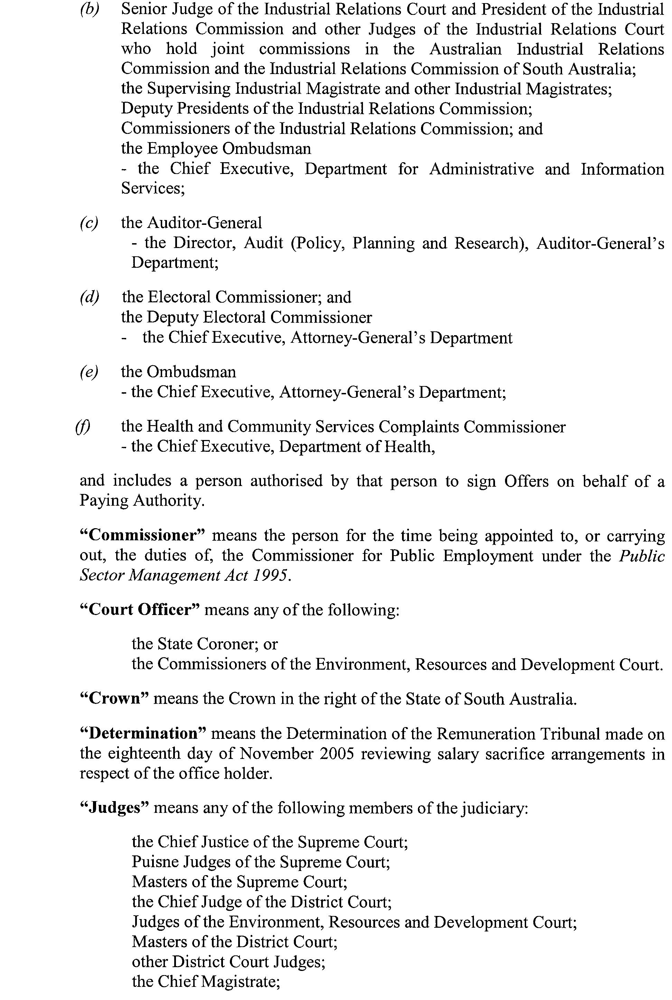 (b) Senior Judge of the Industrial Relations Court and President of the Industrial
Relations Commission and other Judges of the Industrial Relations Court
who hold joint commissions in the Australian Industrial Relations
Commission and the Industrial Relations Commission of South Australia;
the Supervising Industrial Magistrate and other Industrial Magistrates;
Deputy Presidents of the Industrial Relations Commission;
Commissioners of the Industrial Relations Commission; and
the Employee Ombudsman
- the Chief Executive, Department for Administrative and Information
Services;
(c) the Auditor-General
- the Director, Audit (Policy, Planning and Research), Auditor-General's
Department;
(d) the Electoral Commissioner; and
the Deputy Electoral Commissioner
- the Chief Executive, Attorney-General's Department
(e) the Ombudsman
- the Chief Executive, Attorney-General's Department;
(f) the Health and Community Services Complaints Commissioner
- the Chief Executive, Department of Health,
and includes a person authorised by that person to sign Offers on behalf of a
Paying Authority.
“Commissioner” means the person for the time being appointed to, or carrying
out, the duties of, the Commissioner for Public Employment under the Public
Sector Management Act 1995.
“Court Officer” means any of the following:
the State Coroner; or
the Commissioners of the Environment, Resources and Development Court.
“Crown” means the Crown in the right of the State of South Australia.
“Determination” means the Determination of the Remuneration Tribunal made on
the eighteenth day of November 2005 reviewing salary sacrifice arrangements in
respect of the office holder.
“Judges” means any of the following members of the judiciary:
the Chief Justice of the Supreme Court;
Puisne Judges of the Supreme Court;
Masters of the Supreme Court;
the Chief Judge of the District Court;
Judges of the Environment, Resources and Development Court;
Masters of the District Court;
other District Court Judges;
the Chief Magistrate;